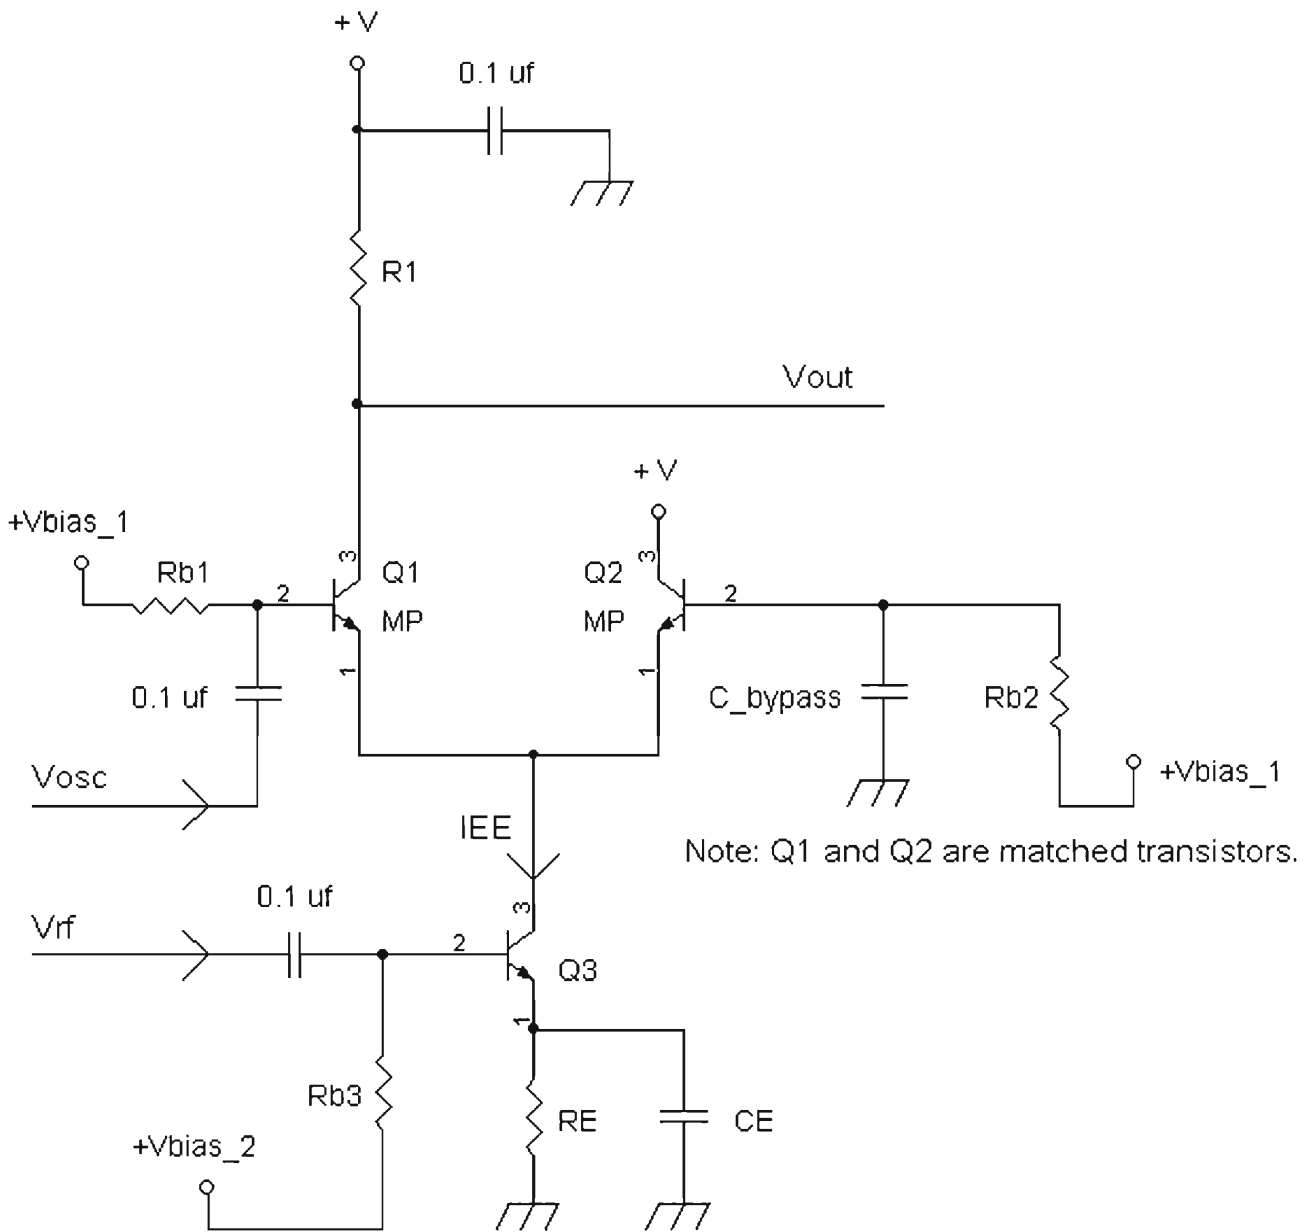 + V
0.1 uf
R1
Vout
+ V
+Vbias_1
Rb1
2
3
Q1
MP
1
Q2
MP
3
2
1
0.1 uf
C_bypass
Rb2
Vosc
+Vbias_1
IEE
Note: Q1 and Q2 are matched transistors.
0.1 uf
Vrf
2
3
Q3
1
Rb3
RE
CE
+Vbias_2